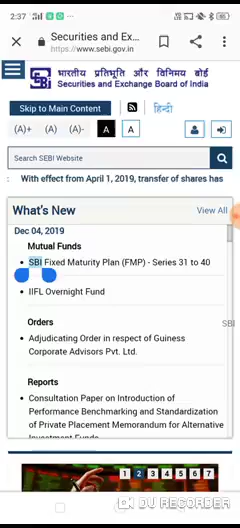 2:37
Securities and Ex...
https://www.sebi.gov.in
भारतीय प्रतिभूति और विनिमय बोर्ड
Securities and Exchange Board of India
SEBI
Skip to Main Content
हिन्दी
(A)+ (A) (A)- A A
Search SEBI Website
: With effect from April 1, 2019, transfer of shares has
What's New
View All
Dec 04, 2019
Mutual Funds
• SBI Fixed Maturity Plan (FMP) - Series 31 to 40
• IIFL Overnight Fund
SBI
Orders
• Adjudicating Order in respect of Guiness
Corporate Advisors Pvt. Ltd.
Reports
• Consultation Paper on Introduction of
Performance Benchmarking and Standardization
of Private Placement Memorandum for Alternative
Investment Funds
1 2 3 4 5 6 7
DU RECORDER